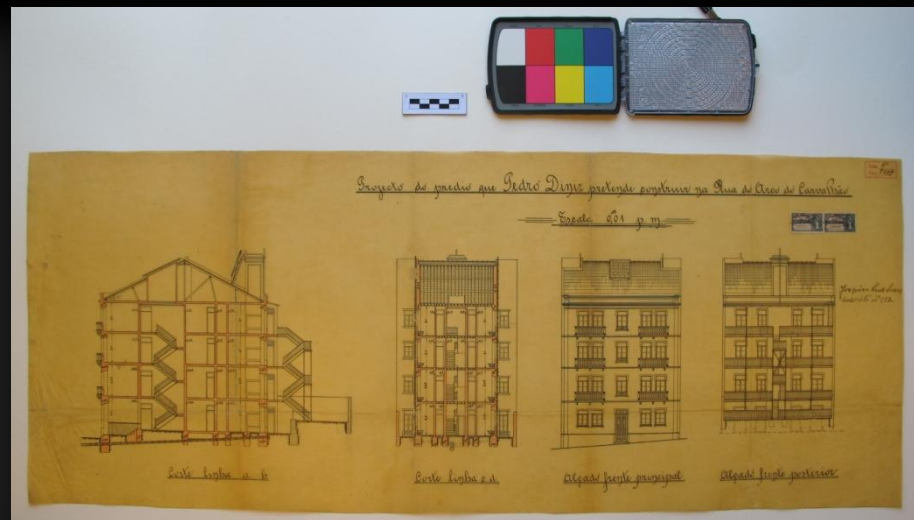 Projecto do predio que Pedro Diniz pretende construir na Rua do Arco do Carvalhão
Escala 0,01 p. m.
Corte linha a b
Corte linha c d
Alçado frente principal
Alçado frente posterior